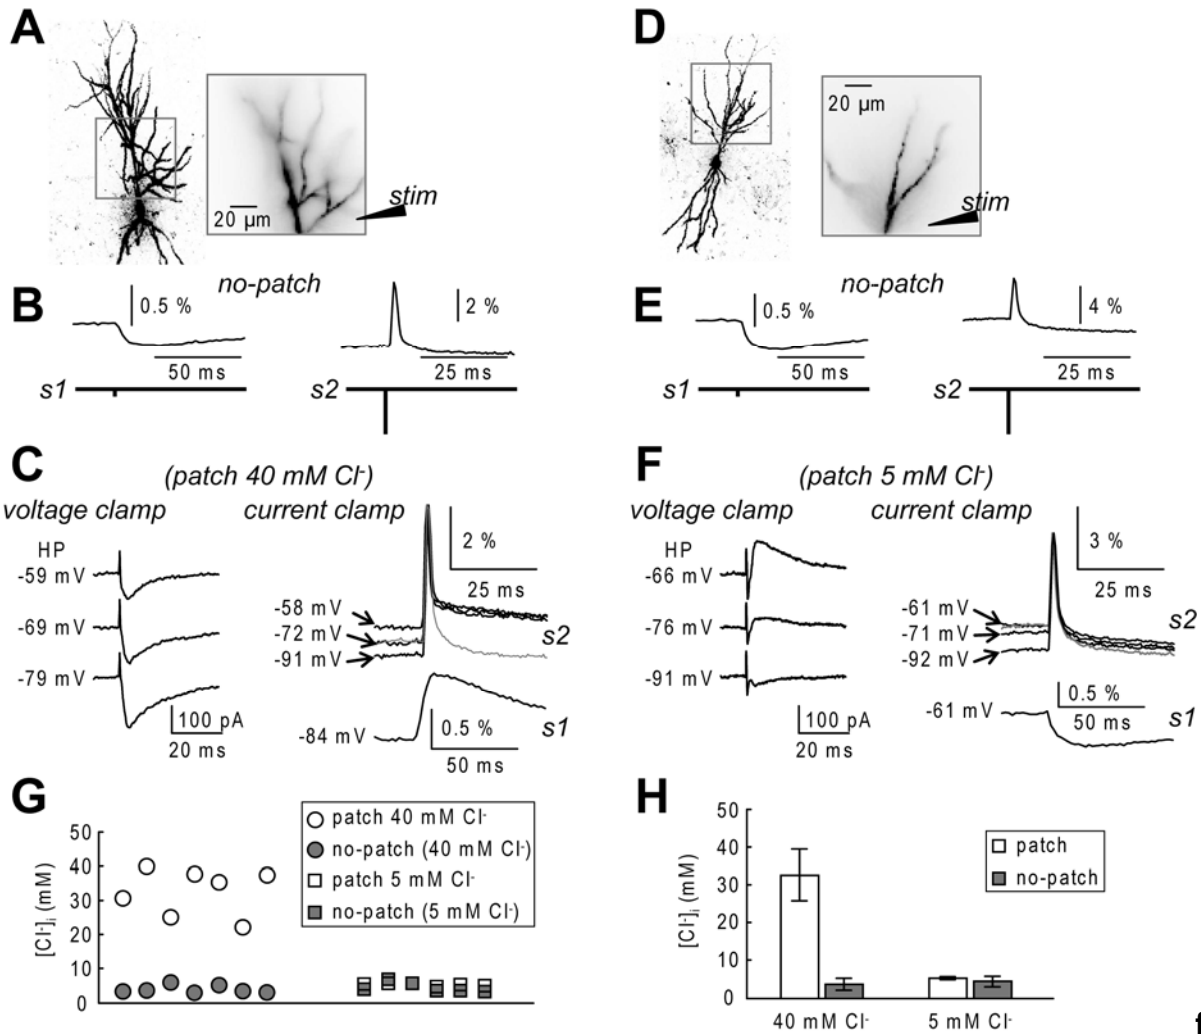 A
20 µm
stim
D
20 µm
stim
no-patch
B
0.5 %
2 %
50 ms
25 ms
s1
s2
no-patch
E
0.5 %
4 %
50 ms
25 ms
s1
s2
C
(patch 40 mM Cl-)
voltage clamp
current clamp
HP
-59 mV
-69 mV
-79 mV
100 pA
20 ms
2 %
25 ms
-58 mV
-72 mV
-91 mV
s2
-84 mV
0.5 %
50 ms
s1
F
(patch 5 mM Cl-)
voltage clamp
current clamp
HP
-66 mV
-76 mV
-91 mV
100 pA
20 ms
3 %
25 ms
-61 mV
-71 mV
-92 mV
s2
-61 mV
0.5 %
50 ms
s1
G
patch 40 mM Cl-
no-patch (40 mM Cl-)
patch 5 mM Cl-
no-patch (5 mM Cl-)
[Cl-]i (mM)
50
40
30
20
10
0
H
patch
no-patch
[Cl-]i (mM)
50
40
30
20
10
0
40 mM Cl-
5 mM Cl-